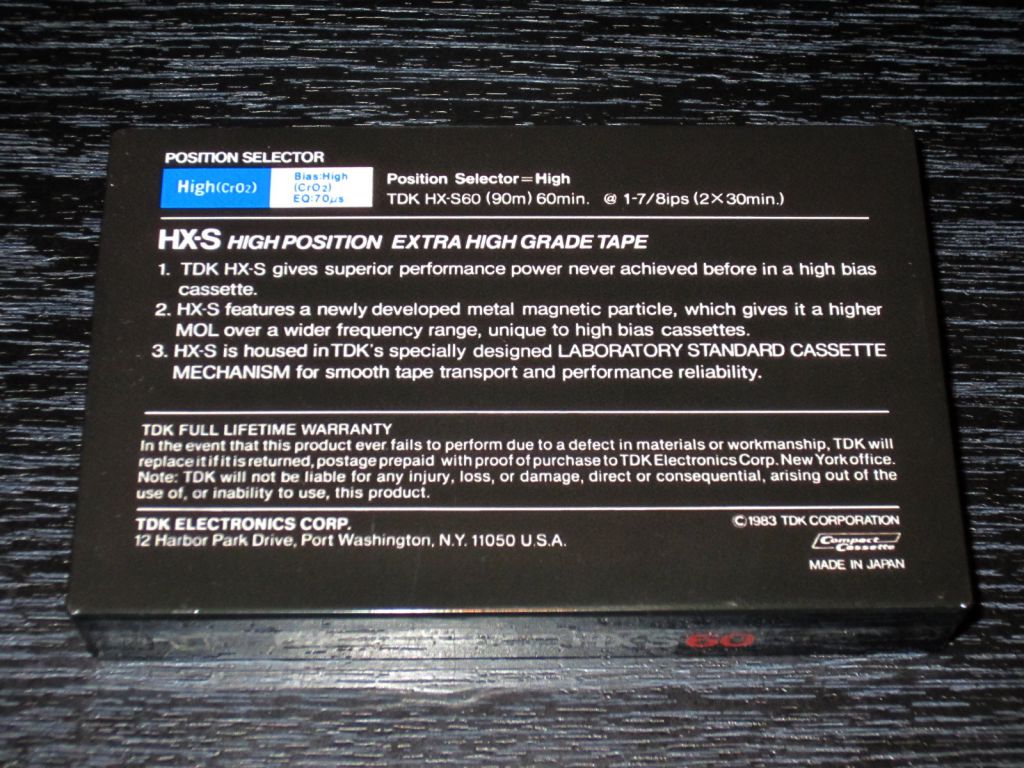 POSITION SELECTOR
High(CrO2)
Bias:High
(CrO2)
EQ:70μs
Position Selector=High
TDK HX-S60 (90m) 60min. @ 1-7/8ips (2×30min.)
HX-S HIGH POSITION EXTRA HIGH GRADE TAPE
1. TDK HX-S gives superior performance power never achieved before in a high bias
cassette.
2. HX-S features a newly developed metal magnetic particle, which gives it a higher
MOL over a wider frequency range, unique to high bias cassettes.
3. HX-S is housed in TDK's specially designed LABORATORY STANDARD CASSETTE
MECHANISM for smooth tape transport and performance reliability.
TDK FULL LIFETIME WARRANTY
In the event that this product ever fails to perform due to a defect in materials or workmanship, TDK will
replace it if it is returned, postage prepaid with proof of purchase to TDK Electronics Corp. New York office.
Note: TDK will not be liable for any injury, loss, or damage, direct or consequential, arising out of the
use of, or inability to use, this product.
TDK ELECTRONICS CORP.
12 Harbor Park Drive, Port Washington, N.Y. 11050 U.S.A.
©1983 TDK CORPORATION
Compact
Cassette
MADE IN JAPAN
60